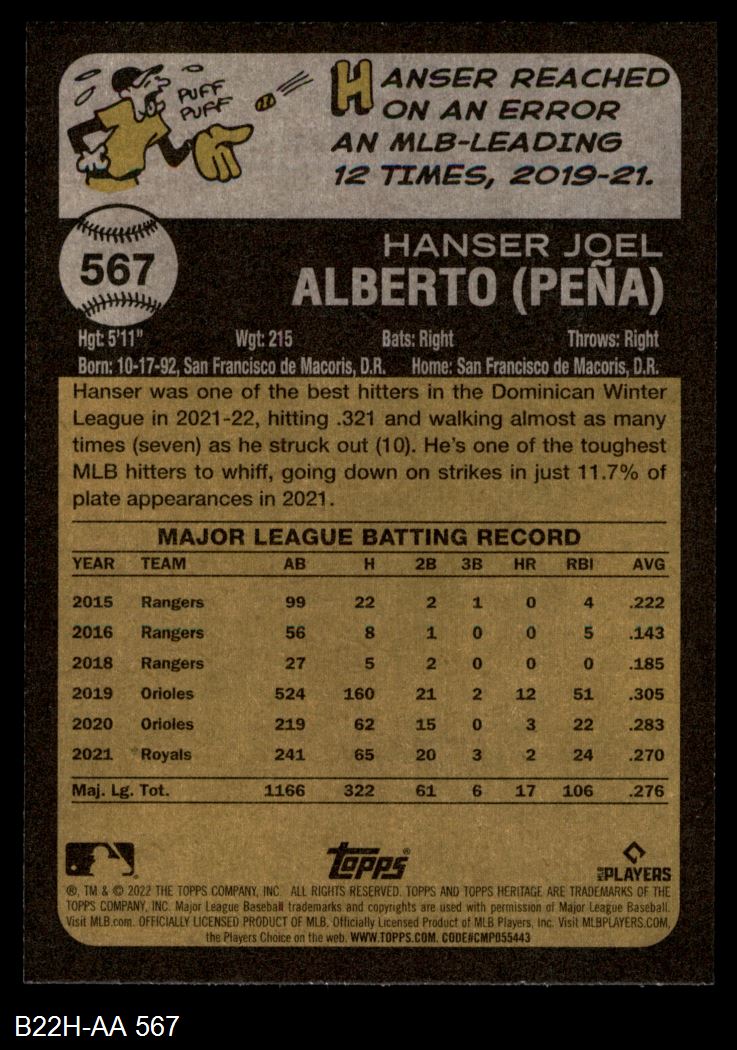 PUFF
PUFF
HANSER REACHED
ON AN ERROR
AN MLB-LEADING
12 TIMES, 2019-21.
567
HANSER JOEL
ALBERTO (PEÑA)
Hgt: 5'11" Wgt: 215 Bats: Right Throws: Right
Born: 10-17-92, San Francisco de Macoris, D.R. Home: San Francisco de Macoris, D.R.
Hanser was one of the best hitters in the Dominican Winter
League in 2021-22, hitting .321 and walking almost as many
times (seven) as he struck out (10). He's one of the toughest
MLB hitters to whiff, going down on strikes in just 11.7% of
plate appearances in 2021.
MAJOR LEAGUE BATTING RECORD
YEAR TEAM AB H 2B 3B HR RBI AVG
2015 Rangers 99 22 2 1 0 4 .222
2016 Rangers 56 8 1 0 0 5 .143
2018 Rangers 27 5 2 0 0 0 .185
2019 Orioles 524 160 21 2 12 51 .305
2020 Orioles 219 62 15 0 3 22 .283
2021 Royals 241 65 20 3 2 24 .270
Maj. Lg. Tot. 1166 322 61 6 17 106 .276
Topps® PLAYERS
®, TM & © 2022 THE TOPPS COMPANY, INC. ALL RIGHTS RESERVED. TOPPS AND TOPPS HERITAGE ARE TRADEMARKS OF THE
TOPPS COMPANY, INC. Major League Baseball trademarks and copyrights are used with permission of Major League Baseball.
Visit MLB.com. OFFICIALLY LICENSED PRODUCT OF MLB. Officially Licensed Product of MLB Players, Inc. Visit MLBPLAYERS.COM,
the Players Choice on the web. WWW.TOPPS.COM. CODE#CMP055443
B22H-AA 567